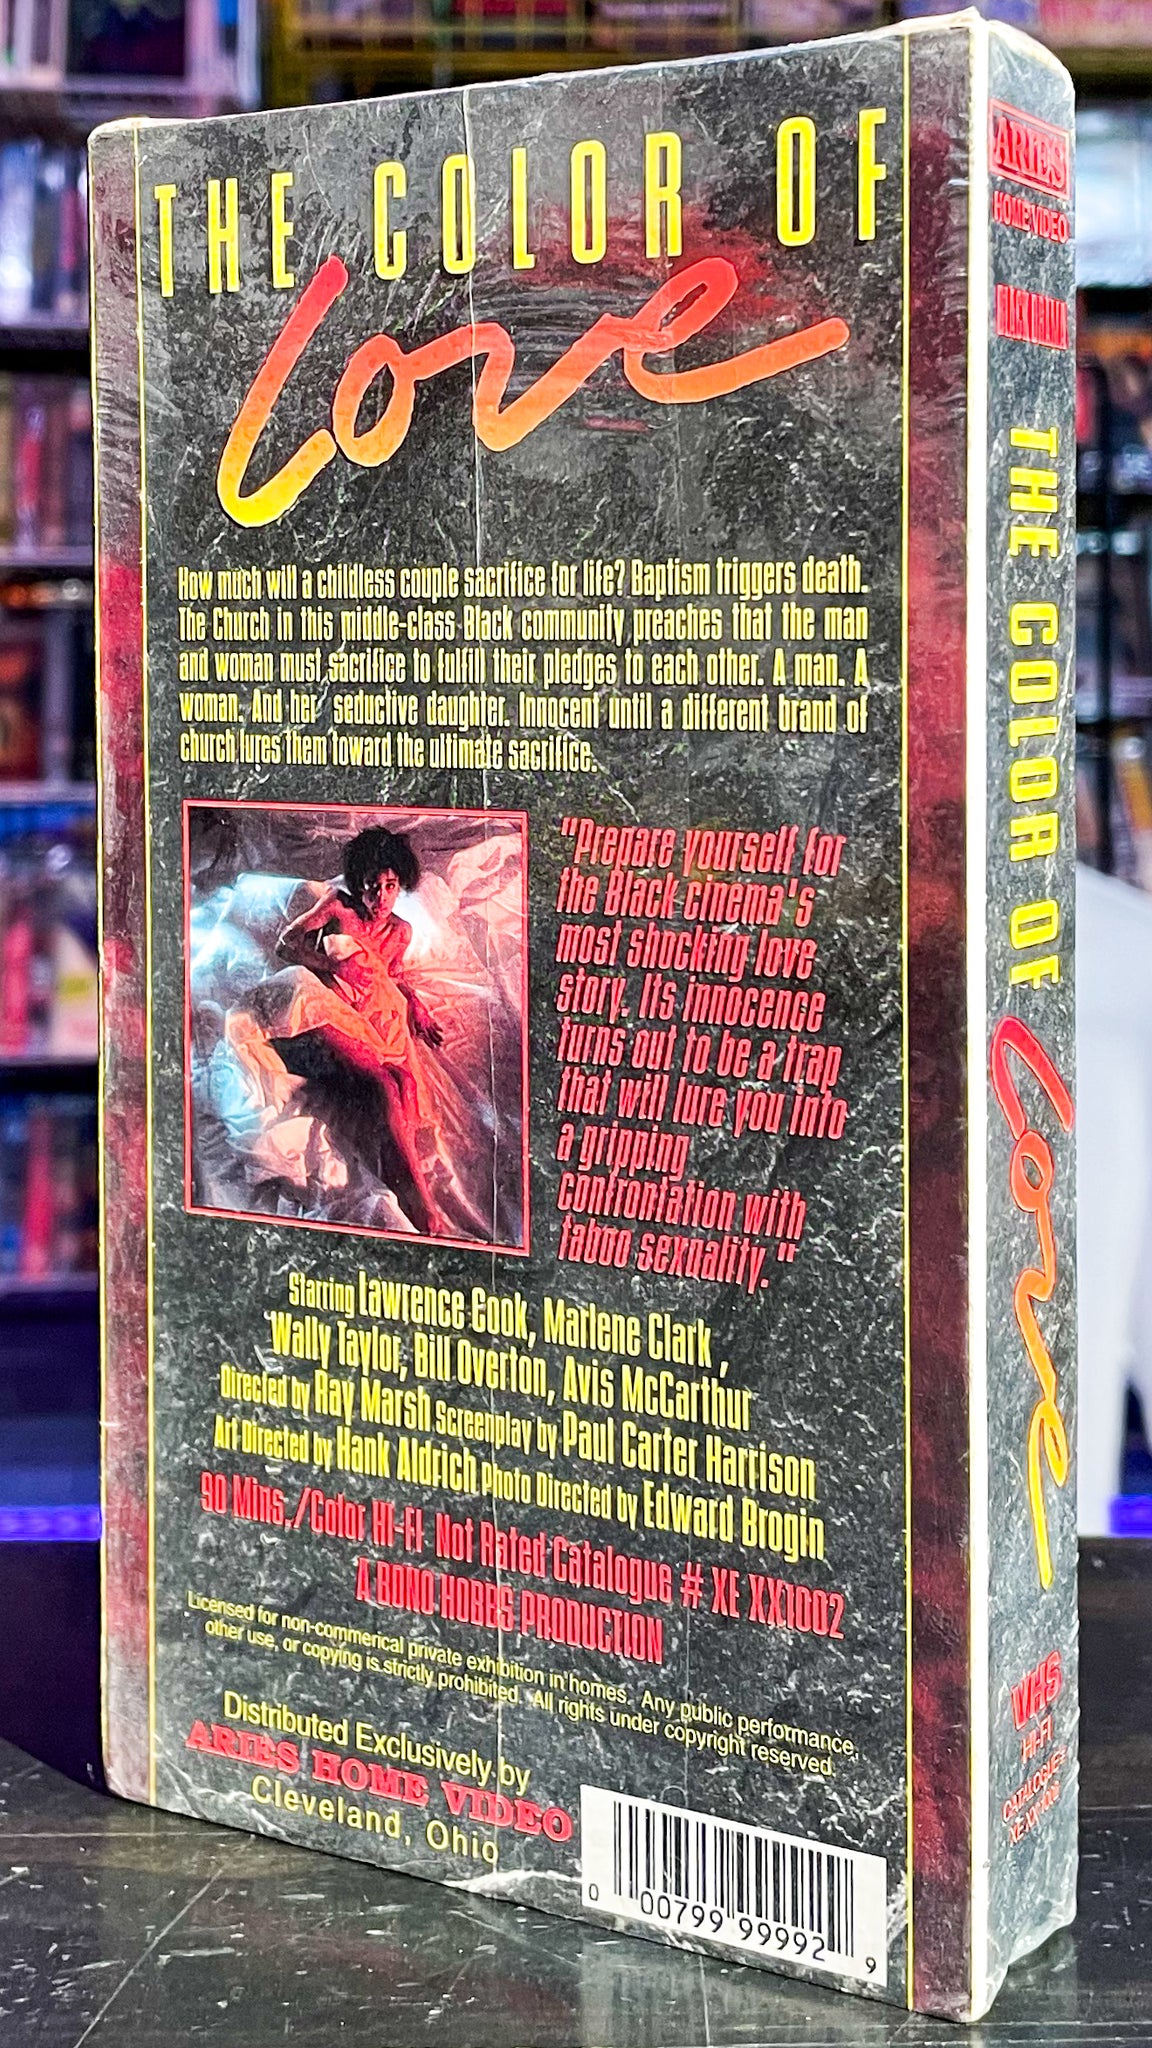 THE COLOR OF
Love
How much will a childless couple sacrifice for life? Baptism triggers death.
The Church in this middle-class Black community preaches that the man
and woman must sacrifice to fulfill their pledges to each other. A man. A
woman. And her seductive daughter. Innocent until a different brand of
church lures them toward the ultimate sacrifice.
"Prepare yourself for
the Black cinema's
most shocking love
story. Its innocence
turns out to be a trap
that will lure you into
a gripping
confrontation with
taboo sexuality."
Starring Lawrence Cook, Marlene Clark ,
Wally Taylor, Bill Overton, Avis McCarthur
Directed by Ray Marsh Screenplay by Paul Carter Harrison
Art Directed by Hank Aldrich Photo Directed by Edward Brogin
90 Mins./Color HI-FI Not Rated Catalogue # XE XX1002
A BONO HOBBS PRODUCTION
Licensed for non-commerical private exhibition in homes. Any public performance,
other use, or copying is strictly prohibited. All rights under copyright reserved.
Distributed Exclusively by
ARIES HOME VIDEO
Cleveland, Ohio
0 00799 99992 9
ARIES
HOME VIDEO
BLACK DRAMA
THE COLOR OF
Love
VHS
HI-FI
CATALOGUE#